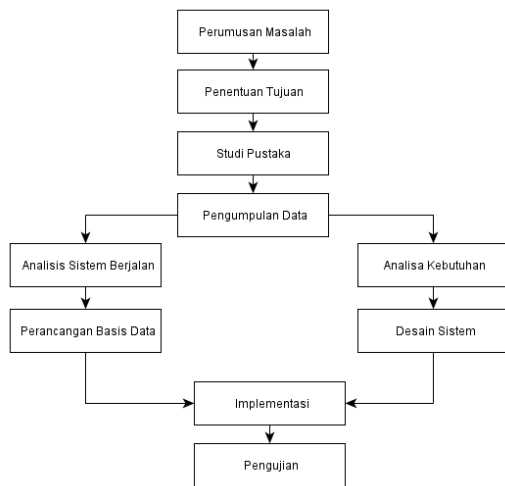 Perumusan Masalah
Penentuan Tujuan
Studi Pustaka
Pengumpulan Data
Analisis Sistem Berjalan
Analisa Kebutuhan
Perancangan Basis Data
Desain Sistem
Implementasi
Pengujian